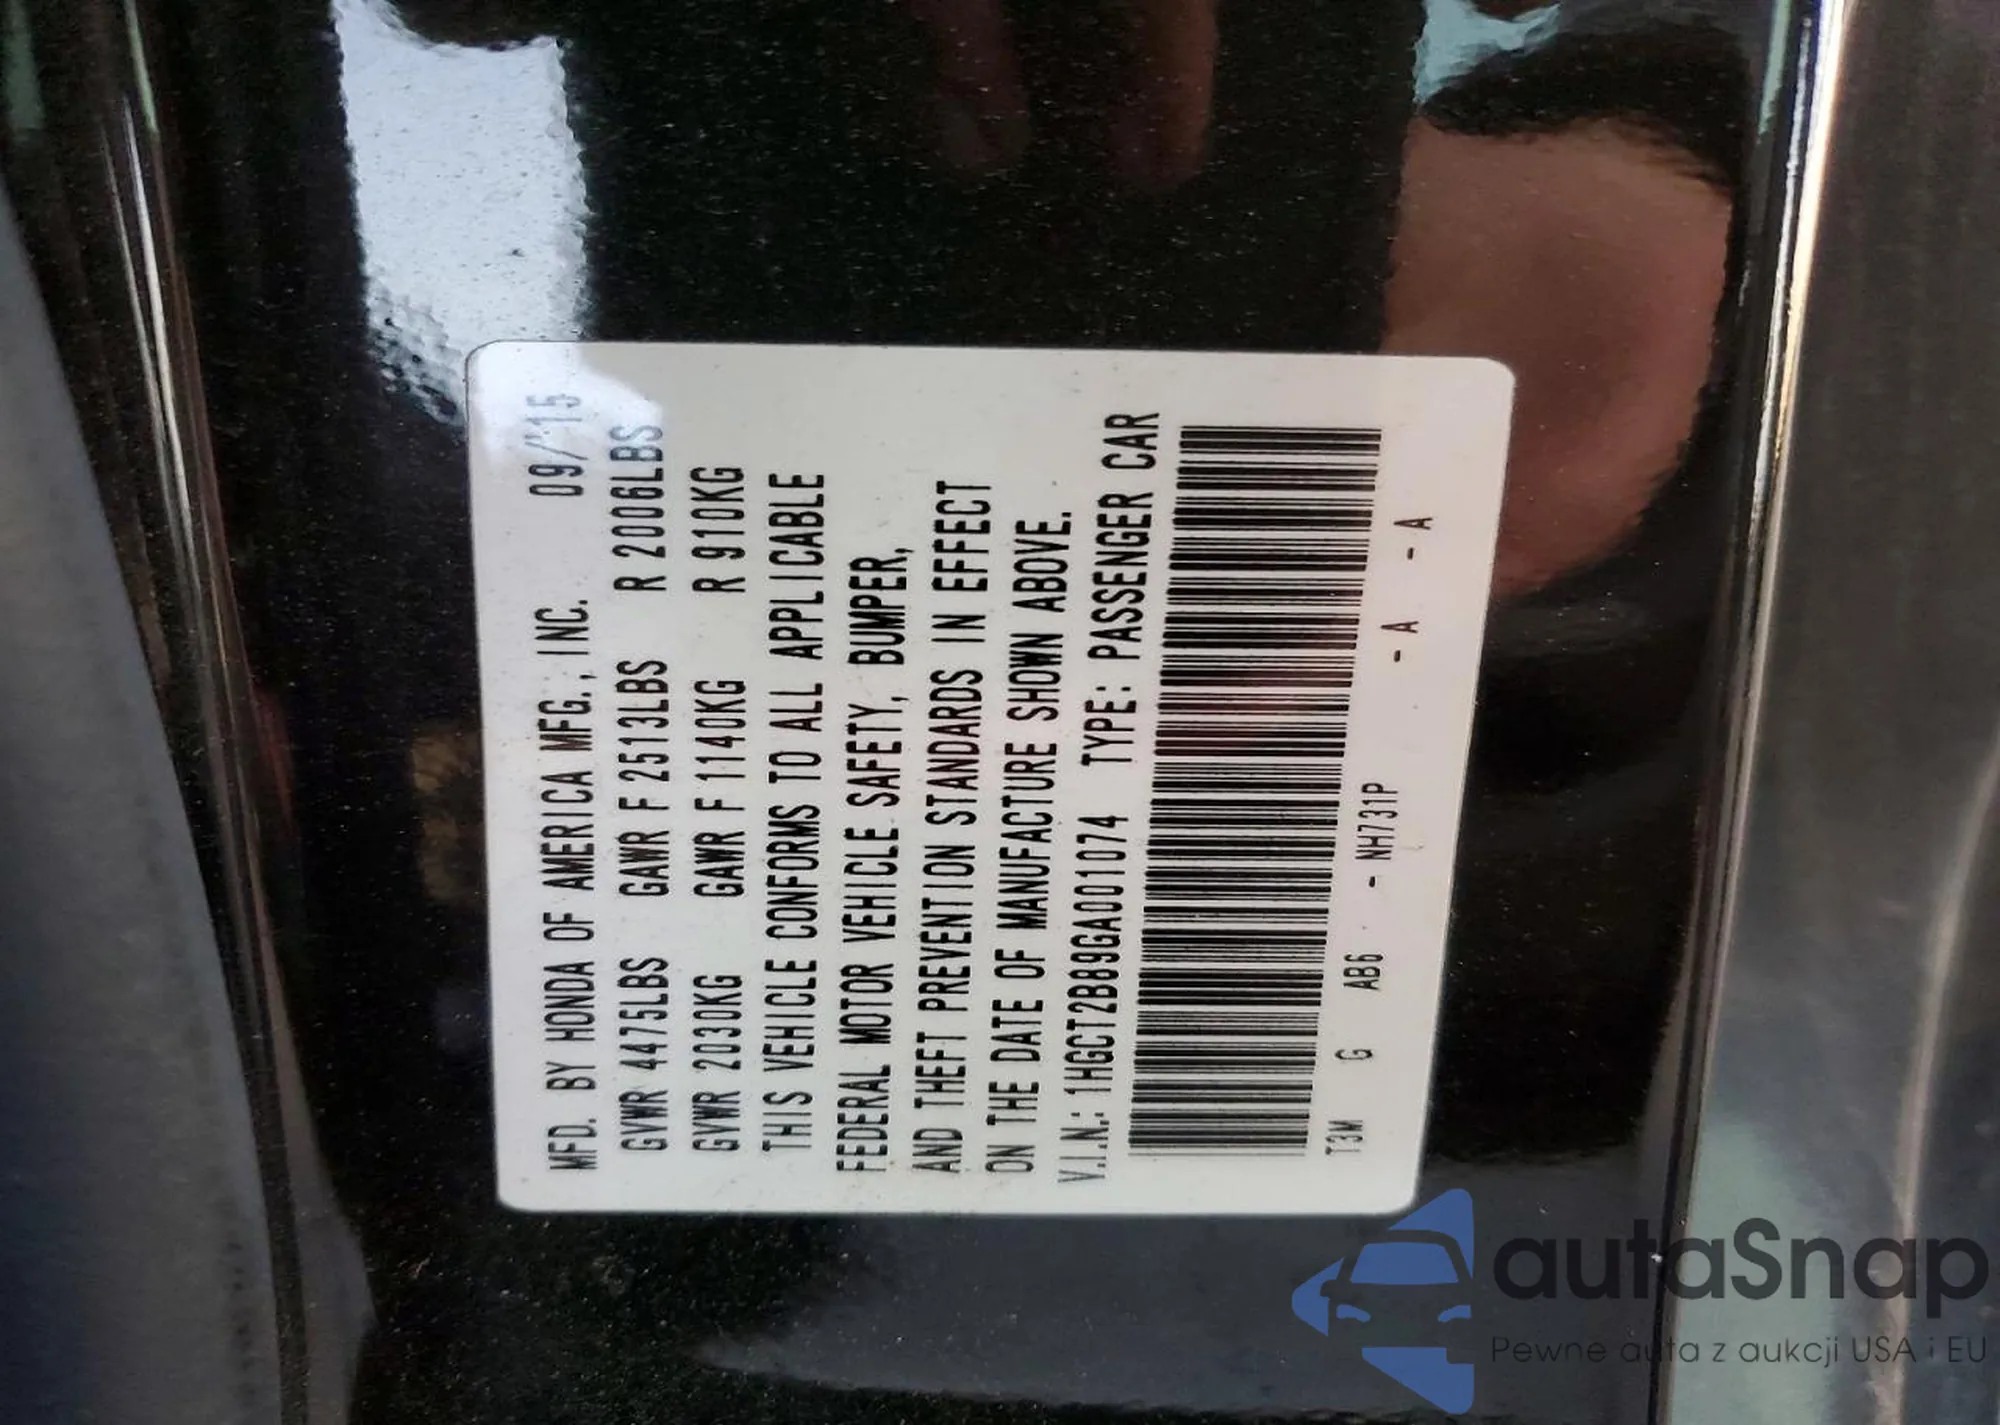 MFD. BY HONDA OF AMERICA MFG., INC. 09/'15
GVWR 4475LBS GAWR F 2513LBS R 2006LBS
GVWR 2030KG GAWR F 1140KG R 910KG
THIS VEHICLE CONFORMS TO ALL APPLICABLE
FEDERAL MOTOR VEHICLE SAFETY, BUMPER,
AND THEFT PREVENTION STANDARDS IN EFFECT
ON THE DATE OF MANUFACTURE SHOWN ABOVE.
V.I.N.: 1HGCT2B89GA001074 TYPE: PASSENGER CAR
T3M G AB6 - NH731P - A - A
autaSnap
Pewne auta z aukcji USA i EU